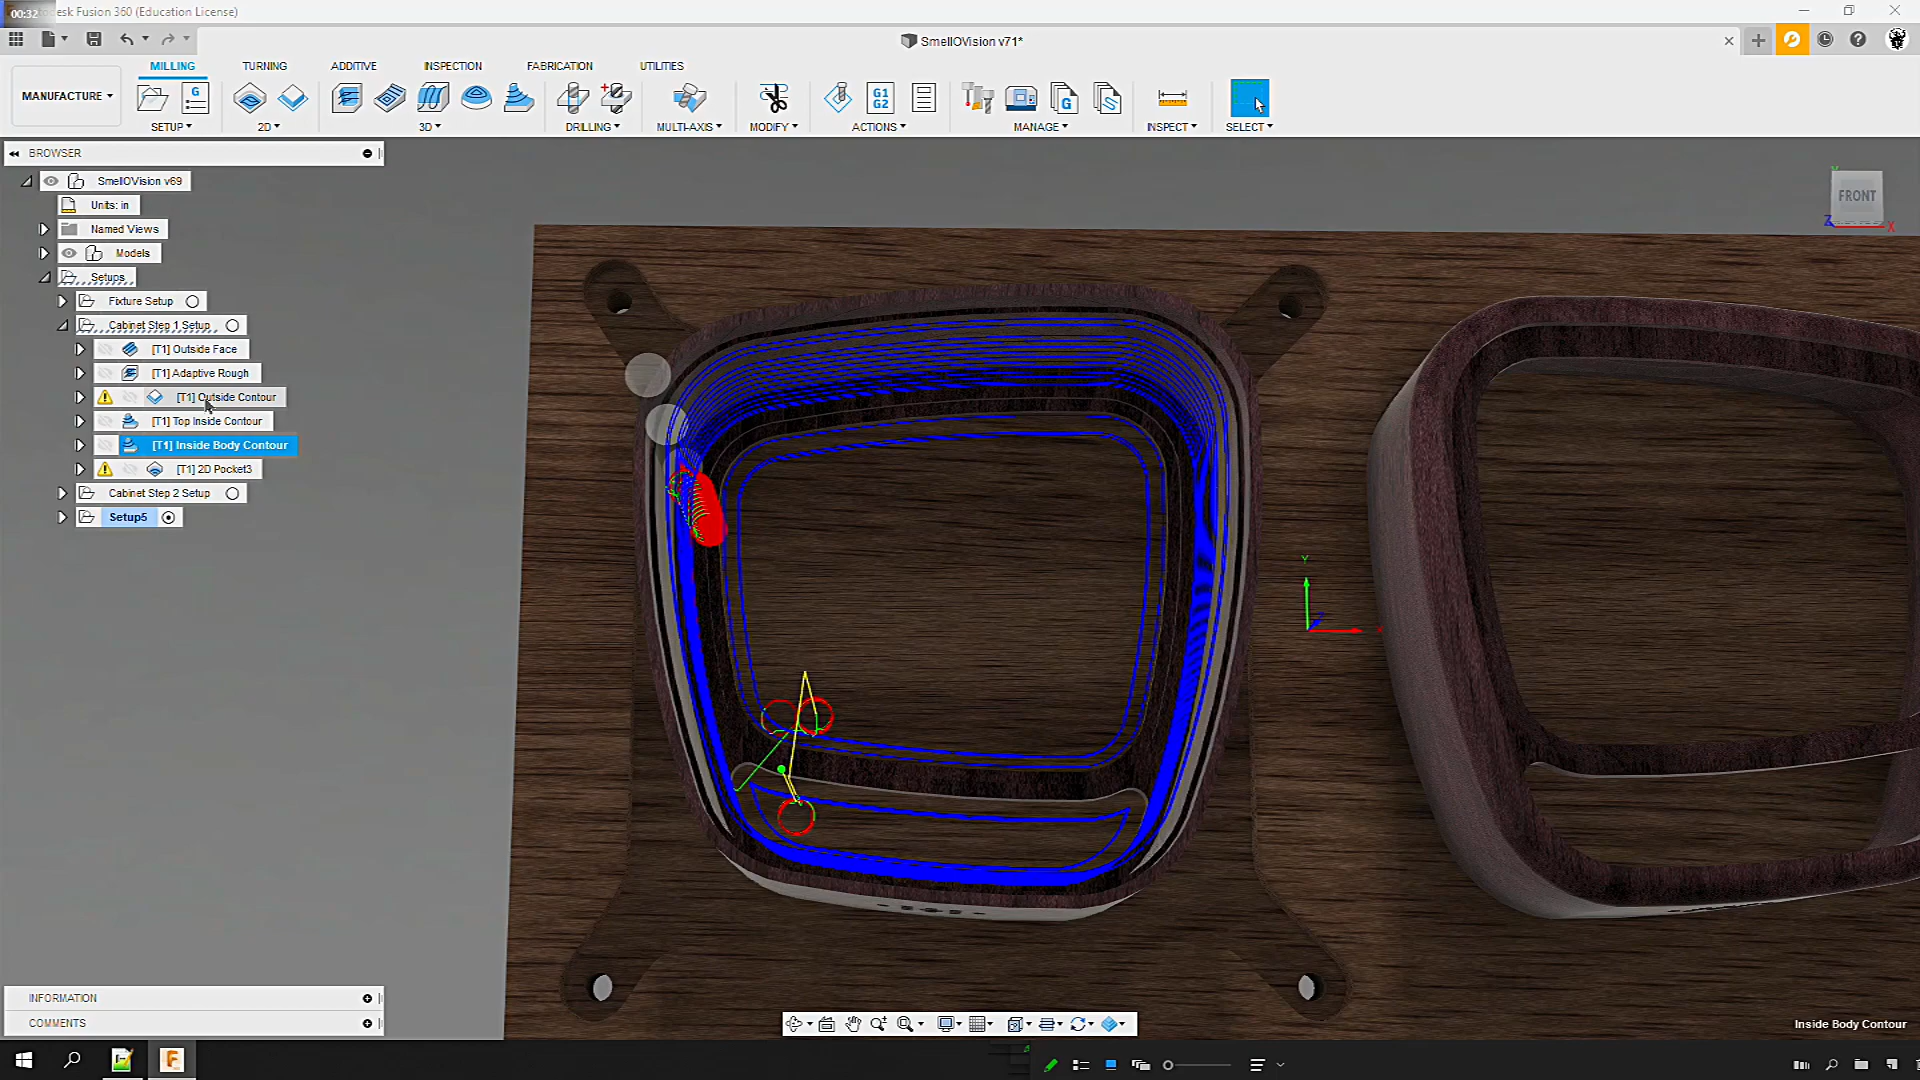 00:32 desk Fusion 360 (Education License)
SmellOVision v71*
MILLING TURNING ADDITIVE INSPECTION FABRICATION UTILITIES
MANUFACTURE
G G1 G2 G S
SETUP 2D 3D DRILLING MULTI-AXIS MODIFY ACTIONS MANAGE INSPECT SELECT
BROWSER
SmellOVision v69
Units: in
Named Views
Models
Setups
Fixture Setup
Cabinet Step 1 Setup
[T1] Outside Face
[T1] Adaptive Rough
[T1] Outside Contour
[T1] Top Inside Contour
[T1] Inside Body Contour
[T1] 2D Pocket3
Cabinet Step 2 Setup
Setup5
FRONT
Z X
Y
X
INFORMATION
COMMENTS
Inside Body Contour